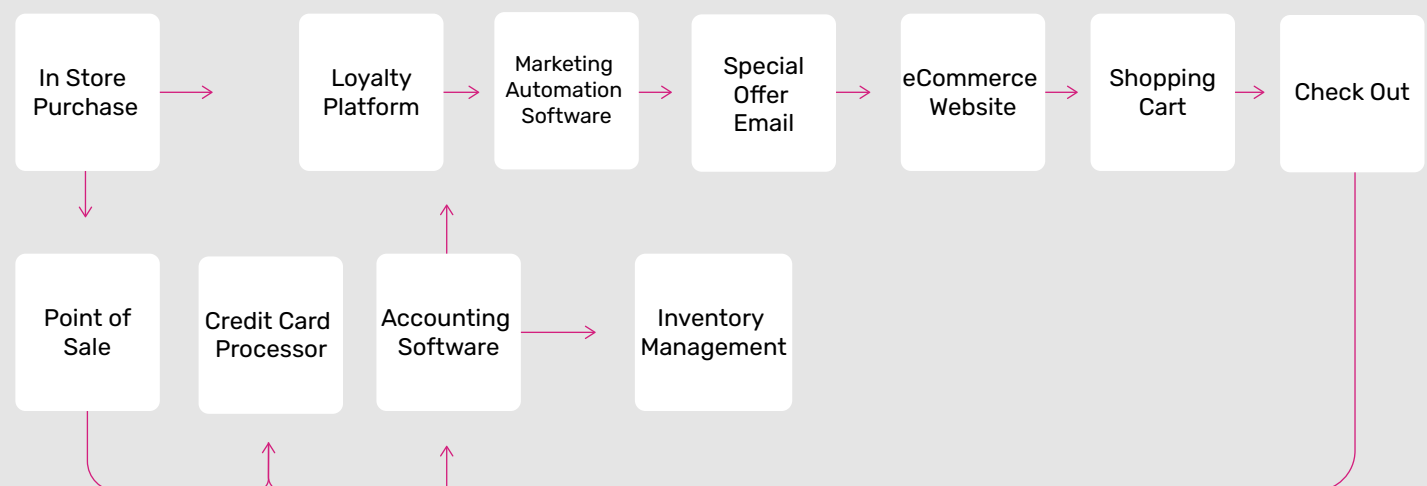 In Store
Purchase
Loyalty
Platform
Marketing
Automation
Software
Special
Offer
Email
eCommerce
Website
Shopping
Cart
Check Out
Point of
Sale
Credit Card
Processor
Accounting
Software
Inventory
Management